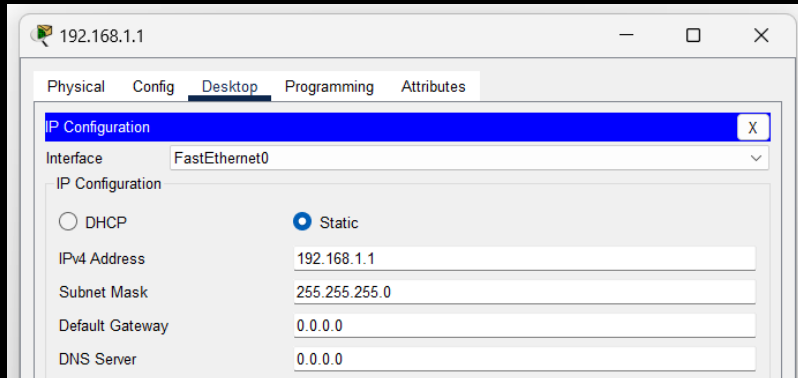 192.168.1.1
Physical Config Desktop Programming Attributes
IP Configuration X
Interface FastEthernet0
IP Configuration
DHCP Static
IPv4 Address 192.168.1.1
Subnet Mask 255.255.255.0
Default Gateway 0.0.0.0
DNS Server 0.0.0.0